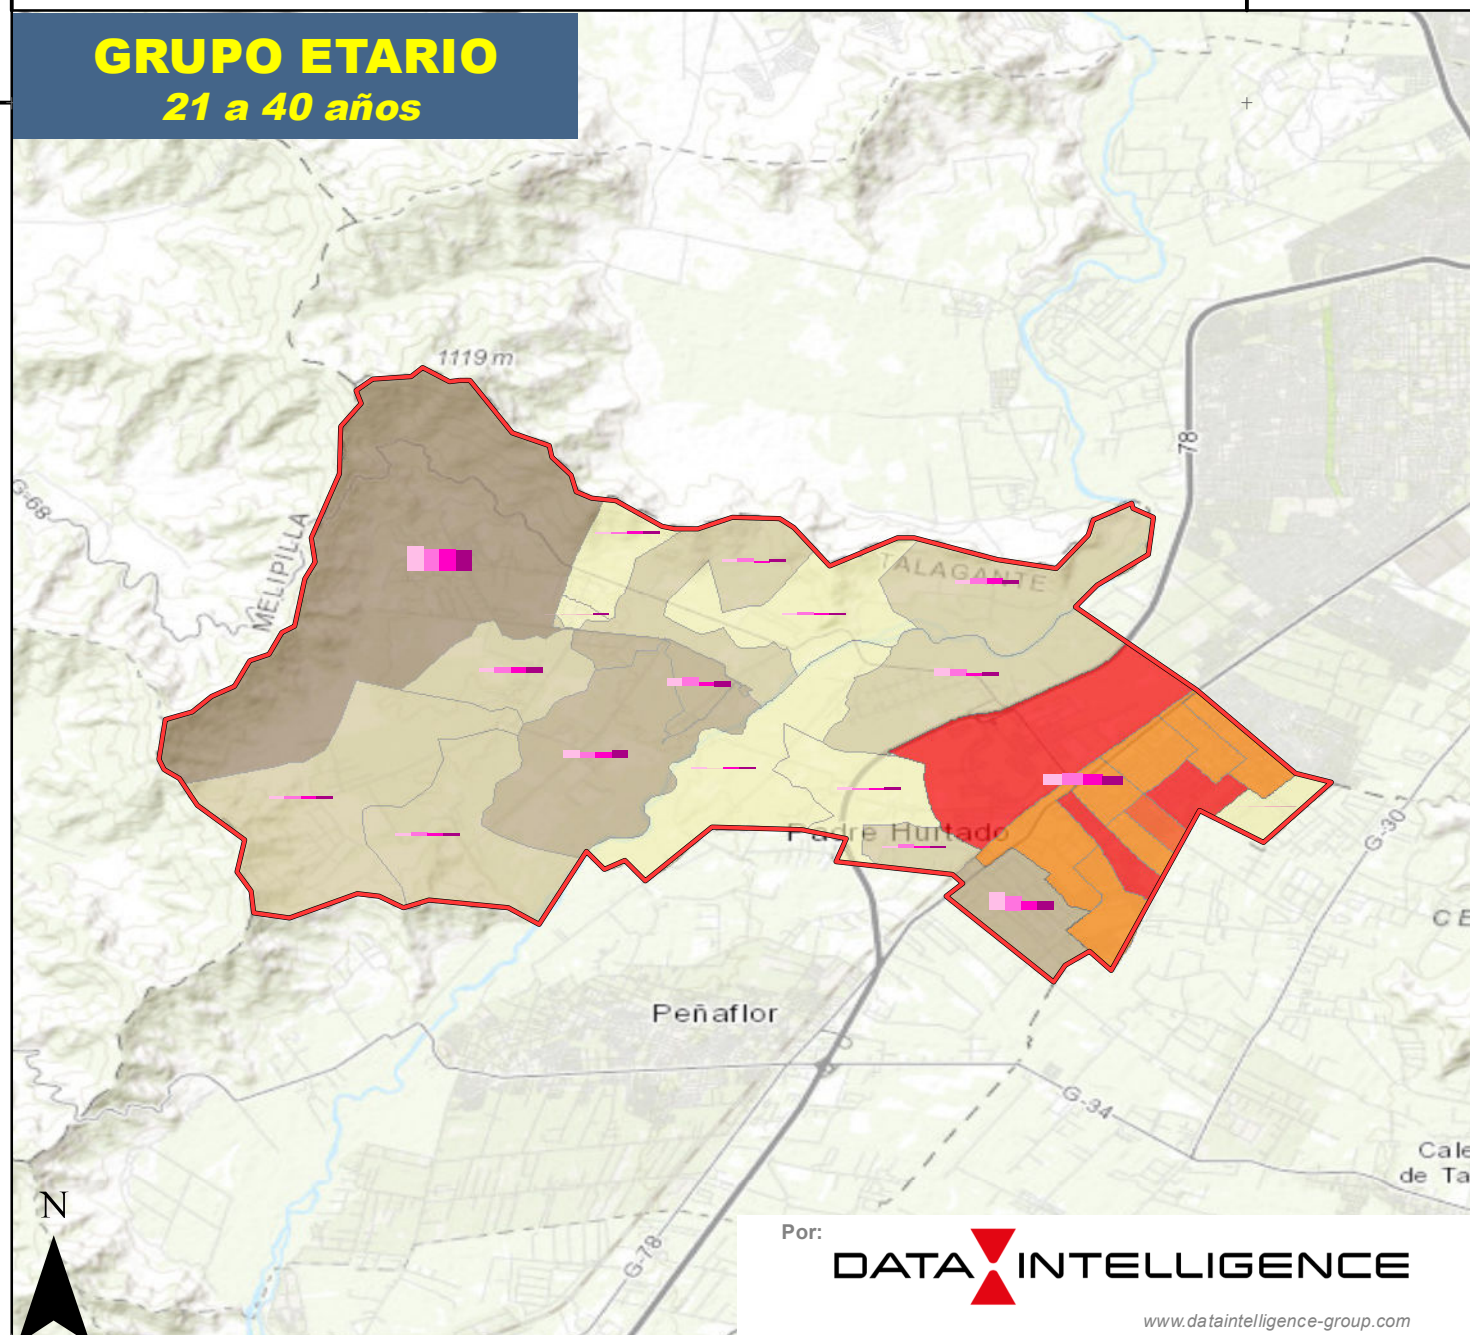 GRUPO ETARIO
21 a 40 años
1119 m
G-68
MELIPILLA
78
TALAGANTE
Padre Hurtado
G-30
CE
Peñaflor
G-34
Cale
de Ta
G-78
N
Por:
DATA INTELLIGENCE
www.dataintelligence-group.com